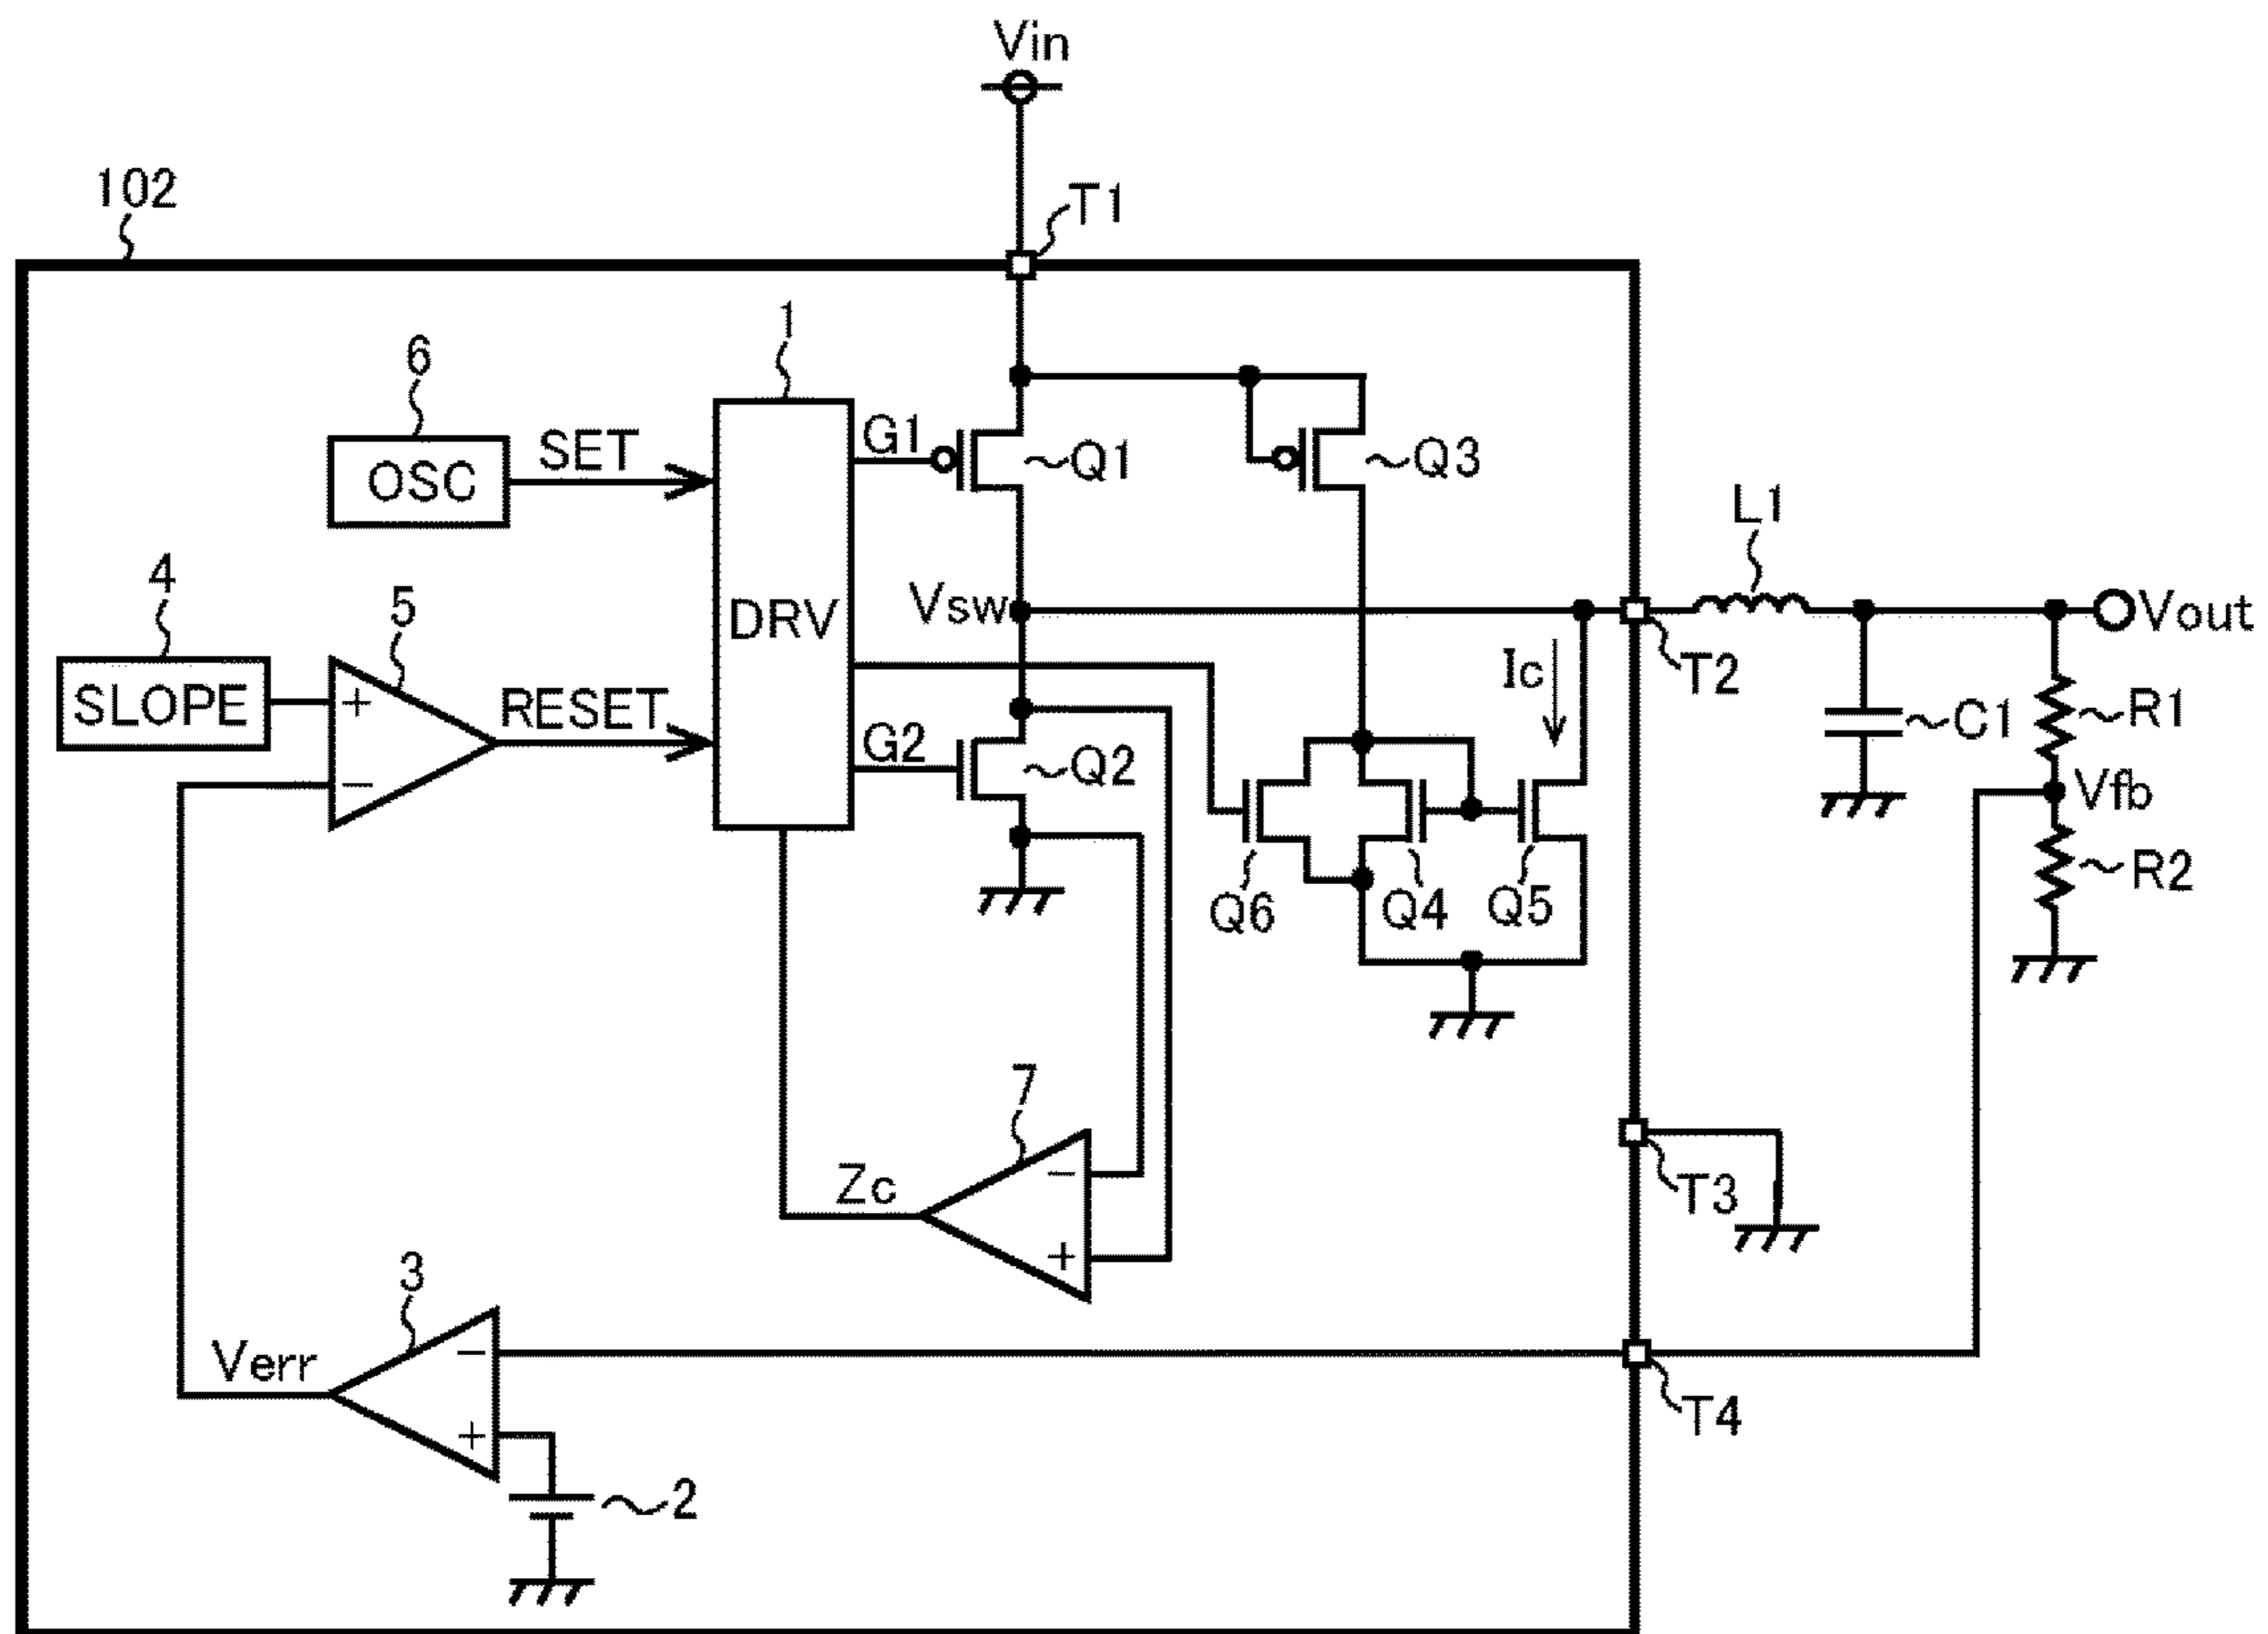 Vin
102
T1
1
6
G1
SET
OSC
Q1
Q3
L1
4
5
Vsw
DRV
Vout
Ic
T2
SLOPE
+
RESET
C1
R1
G2
Q2
−
Vfb
Q6
Q4
Q5
R2
7
−
Zc
T3
+
3
Verr
−
T4
+
2